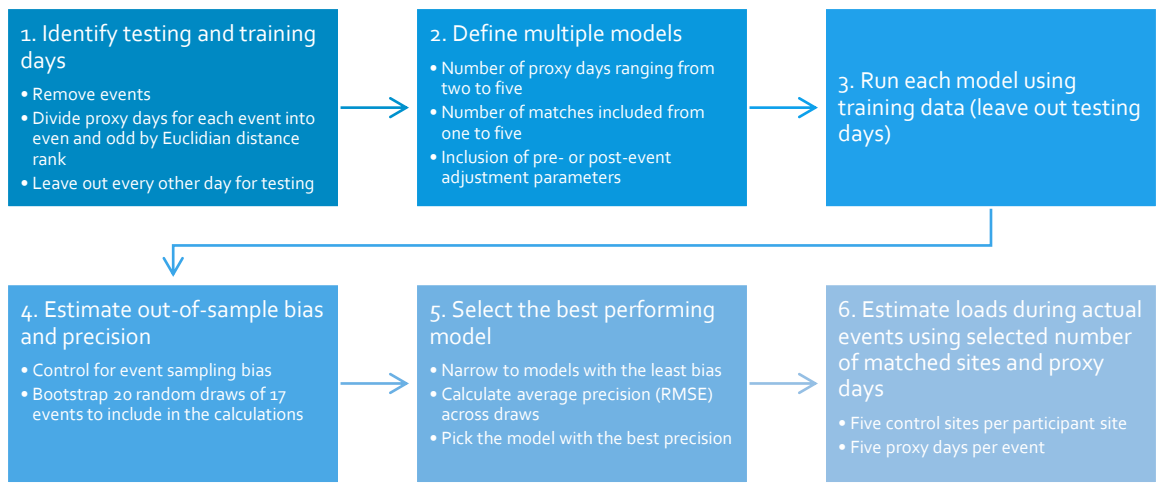 1. Identify testing and training
days
• Remove events
• Divide proxy days for each event into
even and odd by Euclidian distance
rank
• Leave out every other day for testing
2. Define multiple models
• Number of proxy days ranging from
two to five
• Number of matches included from
one to five
• Inclusion of pre- or post-event
adjustment parameters
3. Run each model using
training data (leave out testing
days)
4. Estimate out-of-sample bias
and precision
• Control for event sampling bias
• Bootstrap 20 random draws of 17
events to include in the calculations
5. Select the best performing
model
• Narrow to models with the least bias
• Calculate average precision (RMSE)
across draws
• Pick the model with the best precision
6. Estimate loads during actual
events using selected number
of matched sites and proxy
days
• Five control sites per participant site
• Five proxy days per event